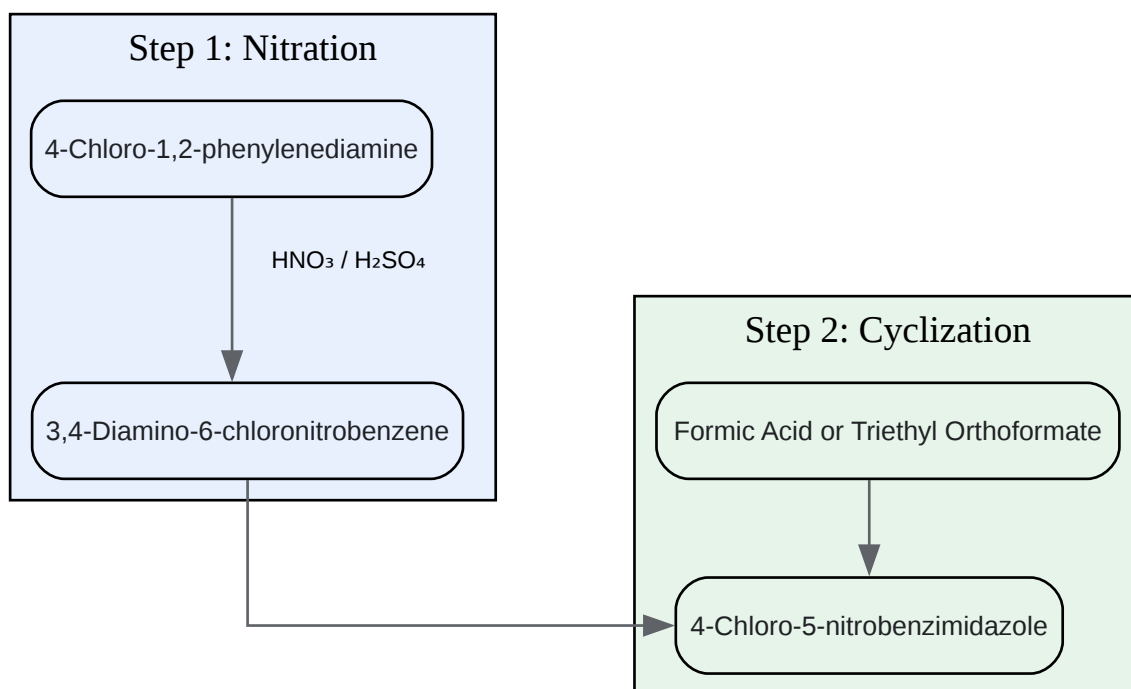 Step 1: Nitration
4-Chloro-1,2-phenylenediamine
HNO₃ / H₂SO₄
3,4-Diamino-6-chloronitrobenzene
Step 2: Cyclization
Formic Acid or Triethyl Orthoformate
4-Chloro-5-nitrobenzimidazole